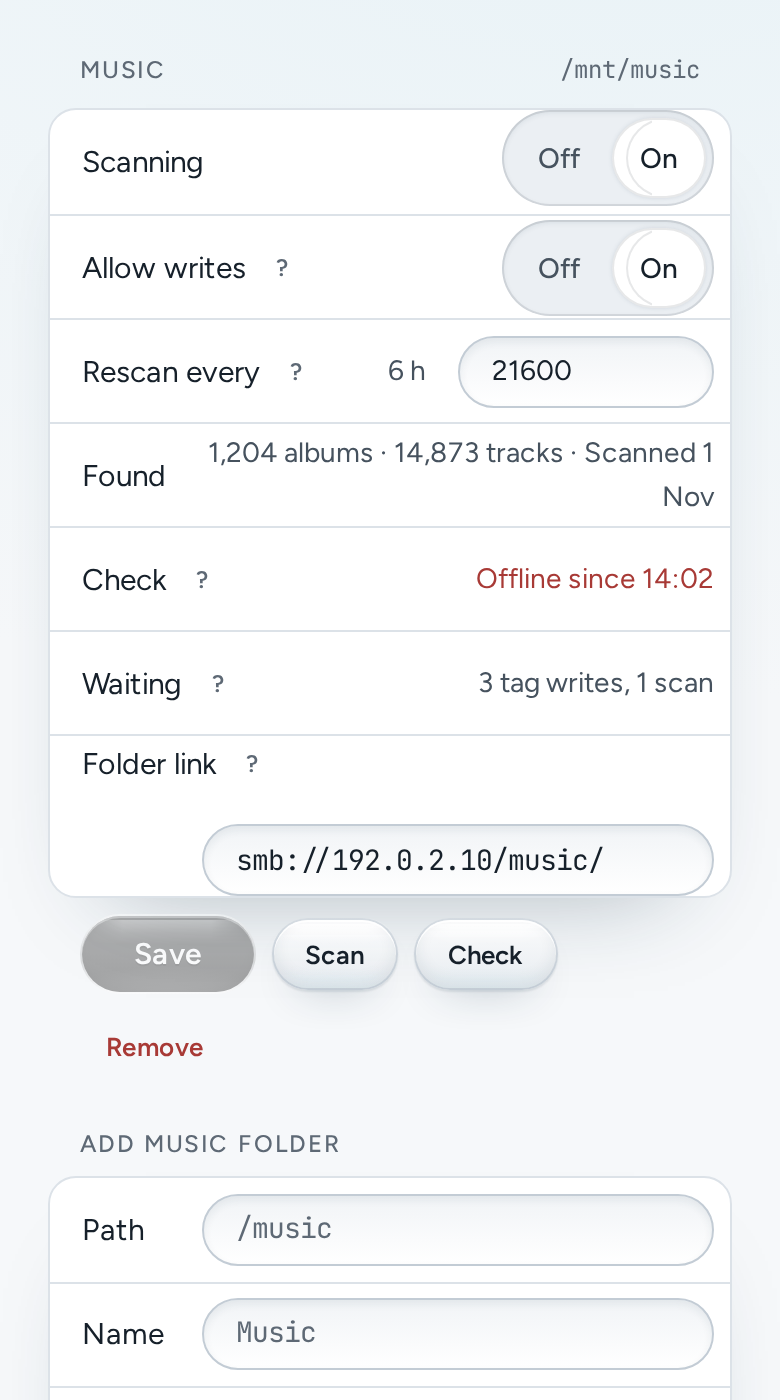 MUSIC /mnt/music
Scanning Off On
Allow writes ? Off On
Rescan every ? 6 h 21600
Found 1,204 albums · 14,873 tracks · Scanned 1
Nov
Check ? Offline since 14:02
Waiting ? 3 tag writes, 1 scan
Folder link ?
smb://192.0.2.10/music/
Save Scan Check
Remove
ADD MUSIC FOLDER
Path /music
Name Music